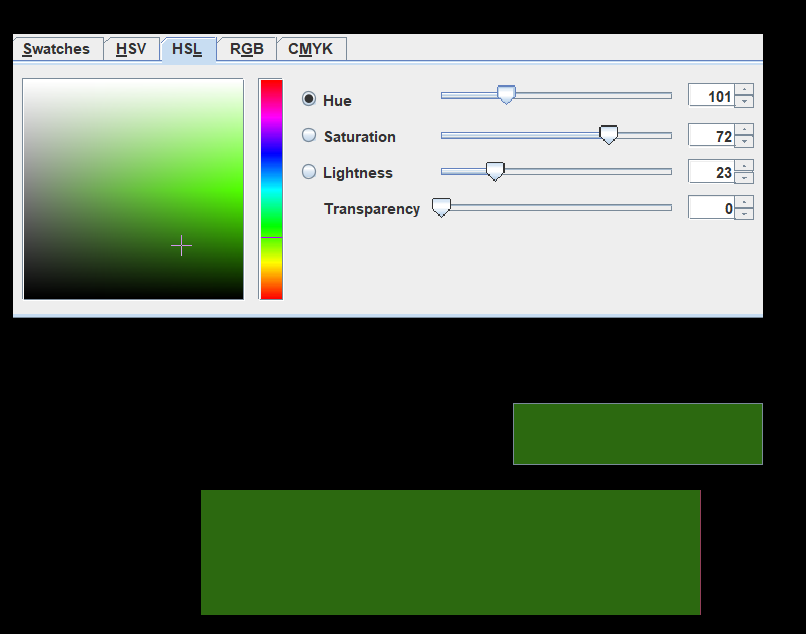 Swatches HSV HSL RGB CMYK
Hue 101
Saturation 72
Lightness 23
Transparency 0